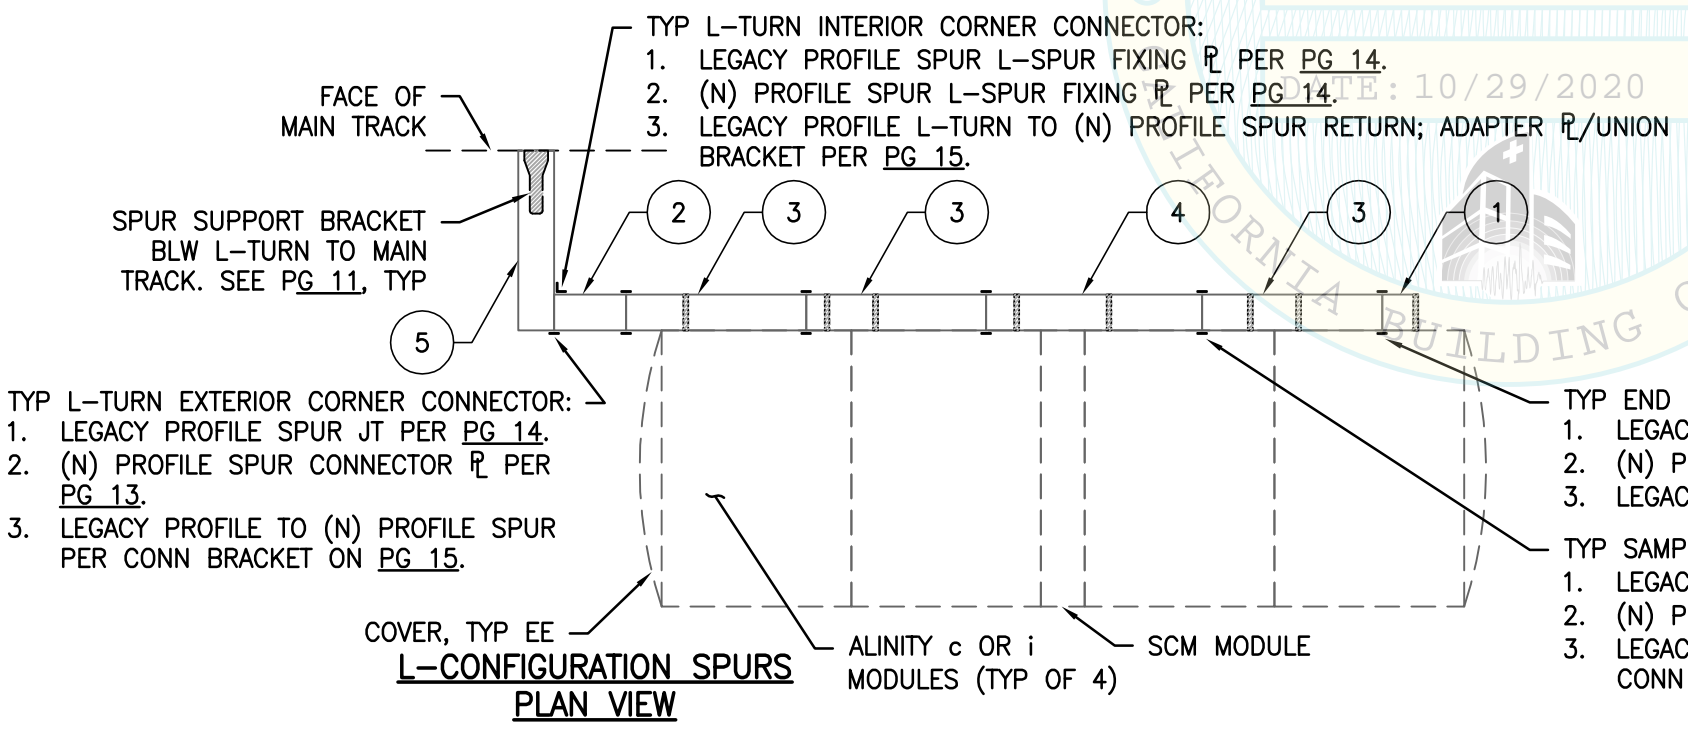 TYP L-TURN INTERIOR CORNER CONNECTOR:
1. LEGACY PROFILE SPUR L-SPUR FIXING ⅊ PER PG 14.
2. (N) PROFILE SPUR L-SPUR FIXING ⅊ PER PG 14.
3. LEGACY PROFILE L-TURN TO (N) PROFILE SPUR RETURN; ADAPTER ⅊/UNION
BRACKET PER PG 15.
DATE: 10/29/2020
CALIFORNIA BUILDING
FACE OF
MAIN TRACK
SPUR SUPPORT BRACKET
BLW L-TURN TO MAIN
TRACK. SEE PG 11, TYP
2
3
3
4
3
1
5
TYP L-TURN EXTERIOR CORNER CONNECTOR:
1. LEGACY PROFILE SPUR JT PER PG 14.
2. (N) PROFILE SPUR CONNECTOR ⅊ PER
PG 13.
3. LEGACY PROFILE TO (N) PROFILE SPUR
PER CONN BRACKET ON PG 15.
TYP END
1. LEGAC
2. (N) P
3. LEGAC
TYP SAMP
1. LEGAC
2. (N) P
3. LEGAC
CONN
COVER, TYP EE
ALINITY c OR i
MODULES (TYP OF 4)
SCM MODULE
L-CONFIGURATION SPURS
PLAN VIEW